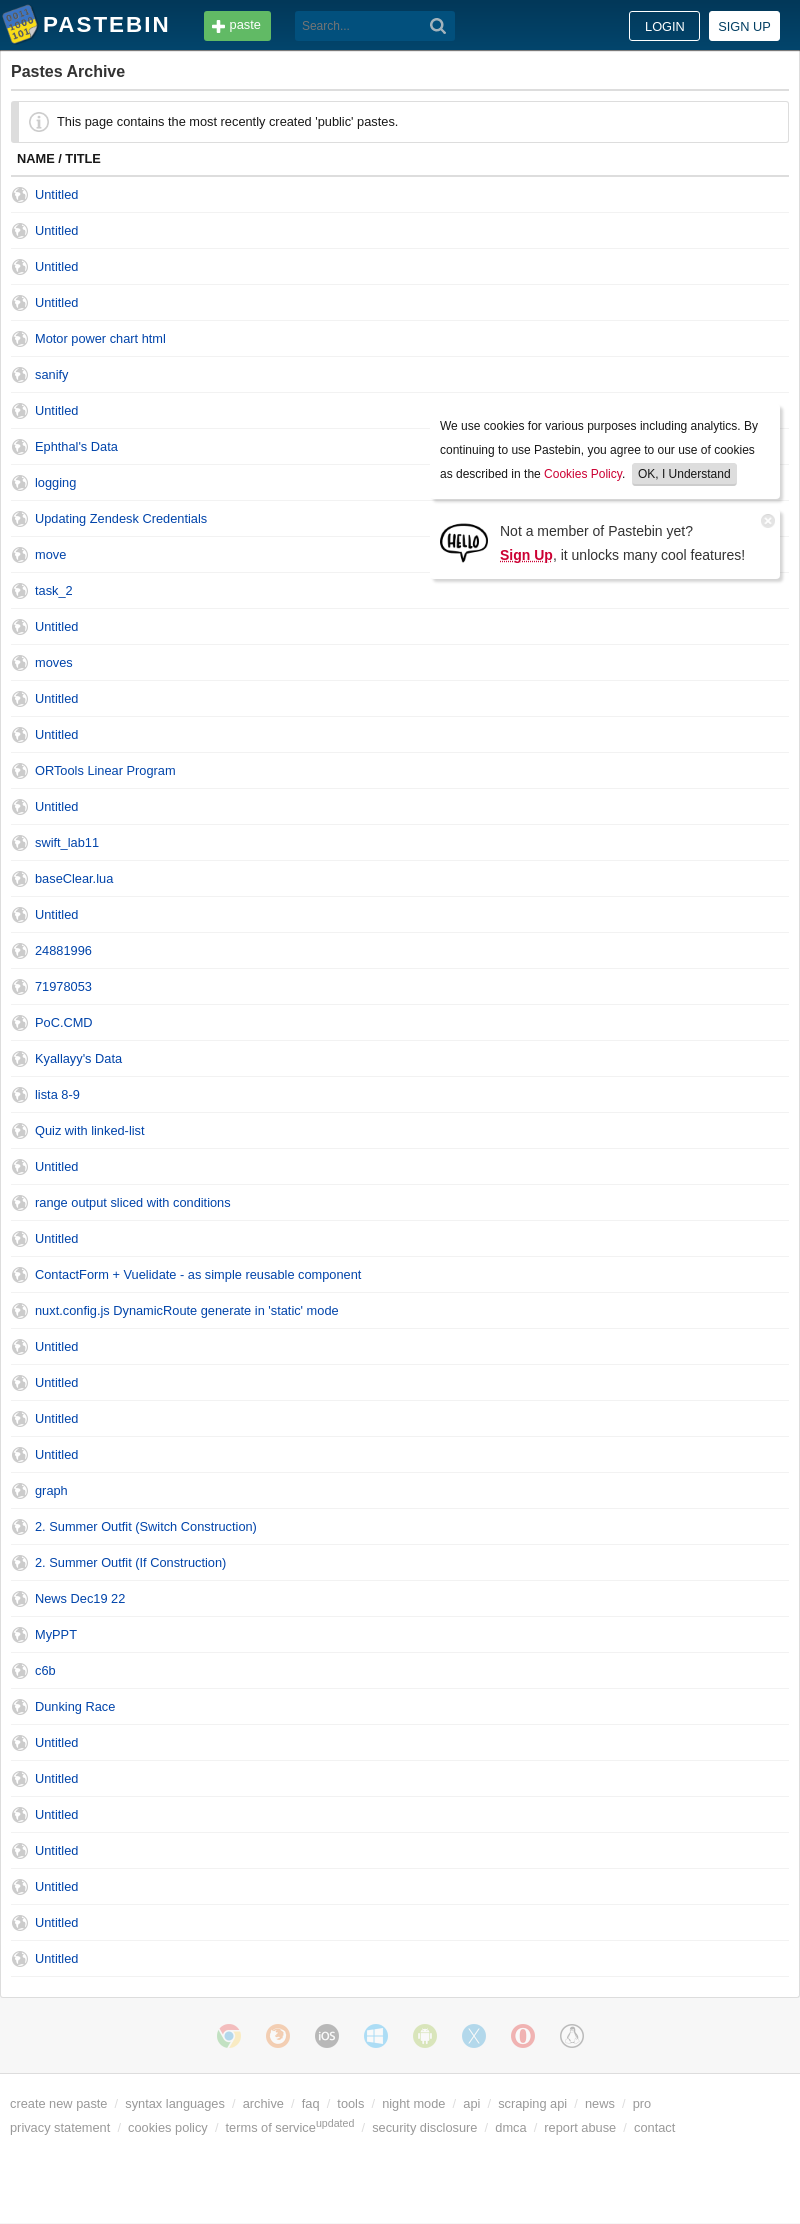 PASTEBIN
paste
Search...
LOGIN
SIGN UP
Pastes Archive
This page contains the most recently created 'public' pastes.
NAME / TITLE
Untitled
Untitled
Untitled
Untitled
Motor power chart html
sanify
Untitled
Ephthal's Data
logging
Updating Zendesk Credentials
move
task_2
We use cookies for various purposes including analytics. By
continuing to use Pastebin, you agree to our use of cookies
as described in the Cookies Policy. OK, I Understand
HELLO
Not a member of Pastebin yet?
Sign Up, it unlocks many cool features!
Untitled
moves
Untitled
Untitled
ORTools Linear Program
Untitled
swift_lab11
baseClear.lua
Untitled
24881996
71978053
PoC.CMD
Kyallayy's Data
lista 8-9
Quiz with linked-list
Untitled
range output sliced with conditions
Untitled
ContactForm + Vuelidate - as simple reusable component
nuxt.config.js DynamicRoute generate in 'static' mode
Untitled
Untitled
Untitled
Untitled
graph
2. Summer Outfit (Switch Construction)
2. Summer Outfit (If Construction)
News Dec19 22
MyPPT
c6b
Dunking Race
Untitled
Untitled
Untitled
Untitled
Untitled
Untitled
Untitled
iOS
create new paste / syntax languages / archive / faq / tools / night mode / api / scraping api / news / pro
privacy statement / cookies policy / terms of service updated / security disclosure / dmca / report abuse / contact